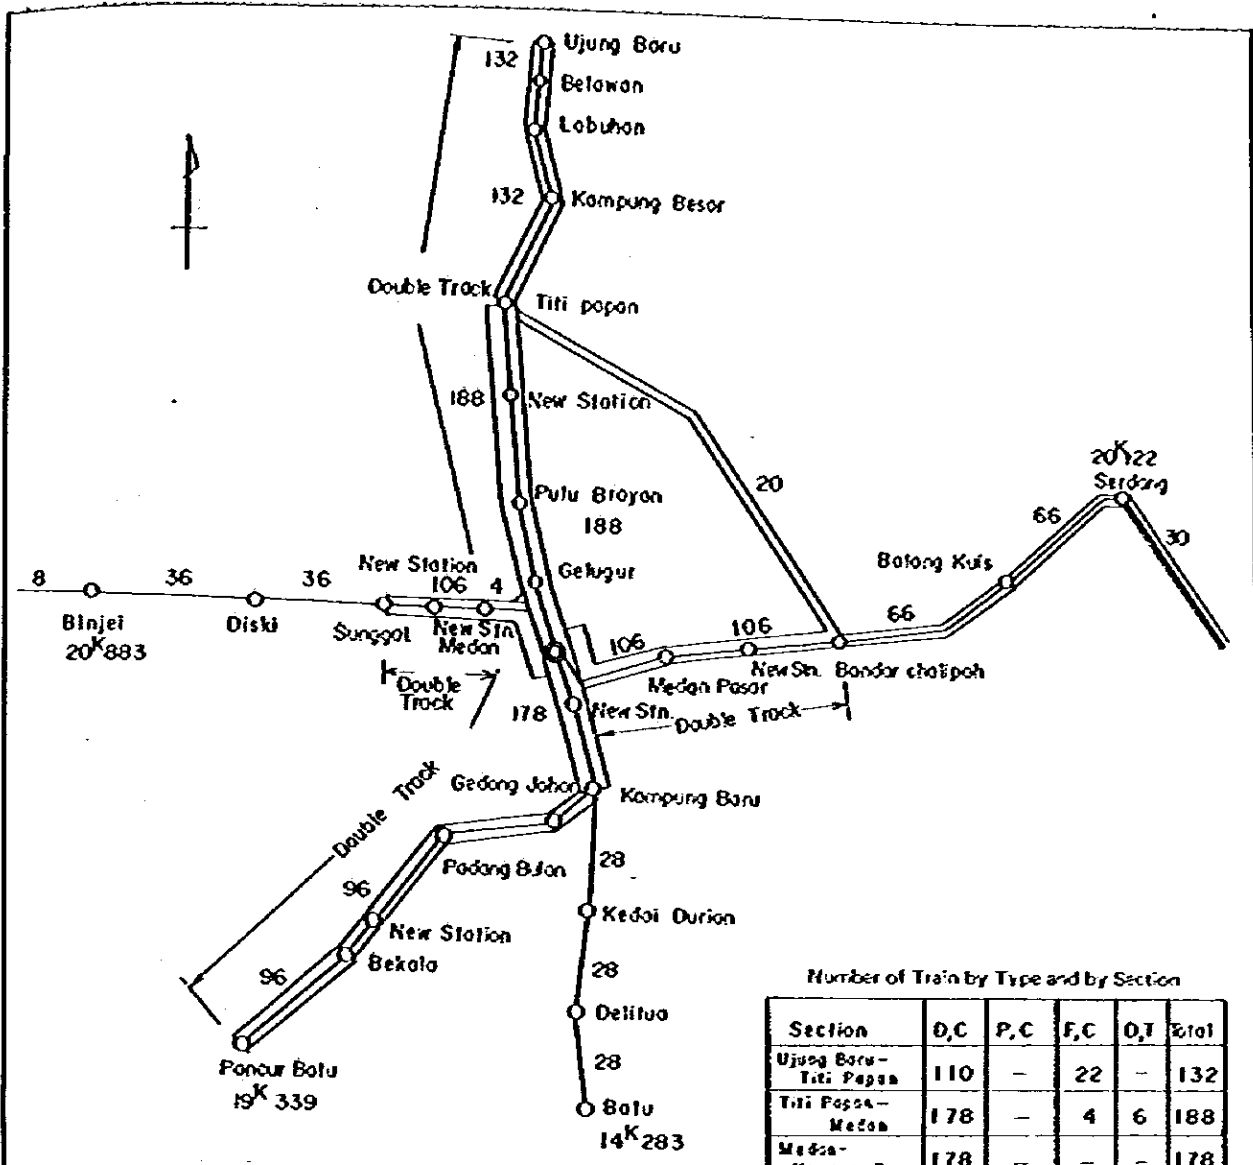 Ujung Baru
132
Belawan
Labuhan
132
Kampung Besar
Double Track
Titi papan
188
New Station
20
20K122
Serdang
Pulu Brayan
188
66
30
New Station
Gelugur
Batang Kuis
8
36
36
106
4
Binjei
20K883
Diski
Sunggal
New Stn.
Medan
106
106
66
Medan Pasar
New Stn.
Bandar chalipah
Double
Track
178
New Stn.
Double Track
Gedong Johor
Kampung Baru
Double Track
Padang Bulan
28
96
New Station
Kedai Durian
Bekala
96
28
Delitua
Pancur Batu
19K339
28
Batu
14K283
Number of Train by Type and by Section
Section D,C P,C F,C D,T Total
Ujung Baru-
Titi Papan 110 – 22 – 132
Titi Papan-
Medan 178 – 4 6 188
Medan-
178 – – – 178